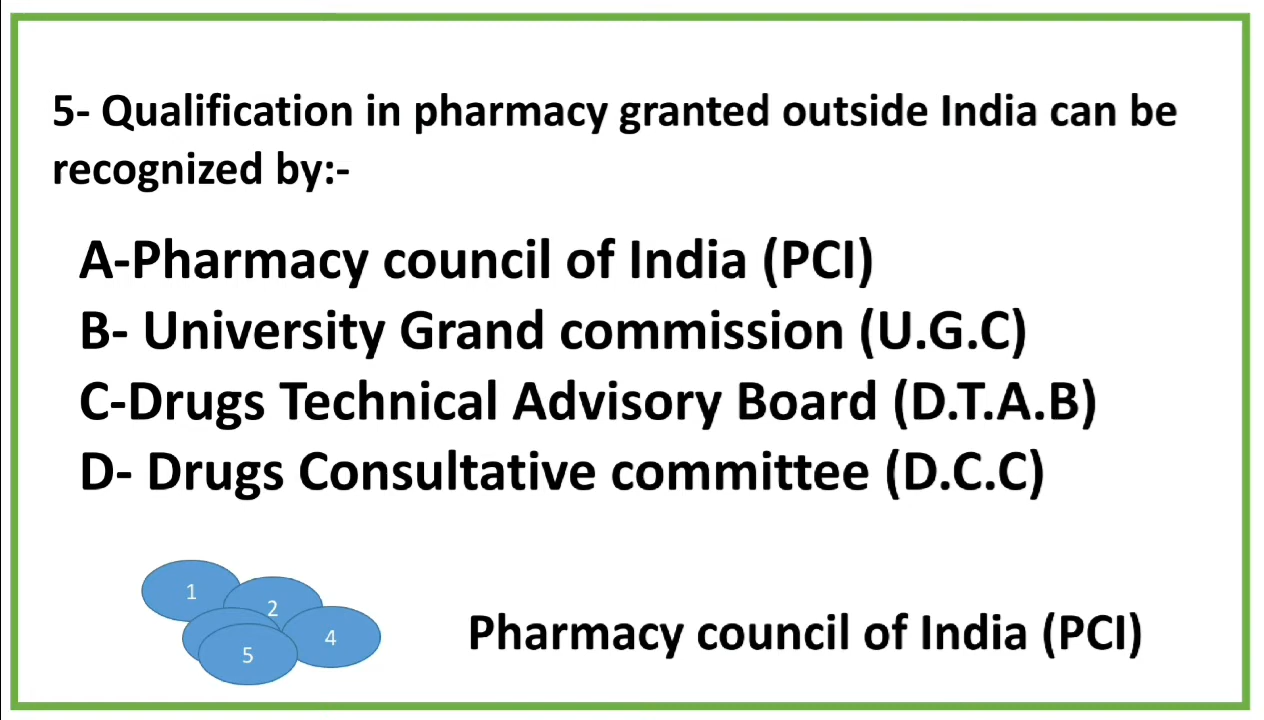 5- Qualification in pharmacy granted outside India can be
recognized by:-
A-Pharmacy council of India (PCI)
B- University Grand commission (U.G.C)
C-Drugs Technical Advisory Board (D.T.A.B)
D- Drugs Consultative committee (D.C.C)
1
2
4
5
Pharmacy council of India (PCI)